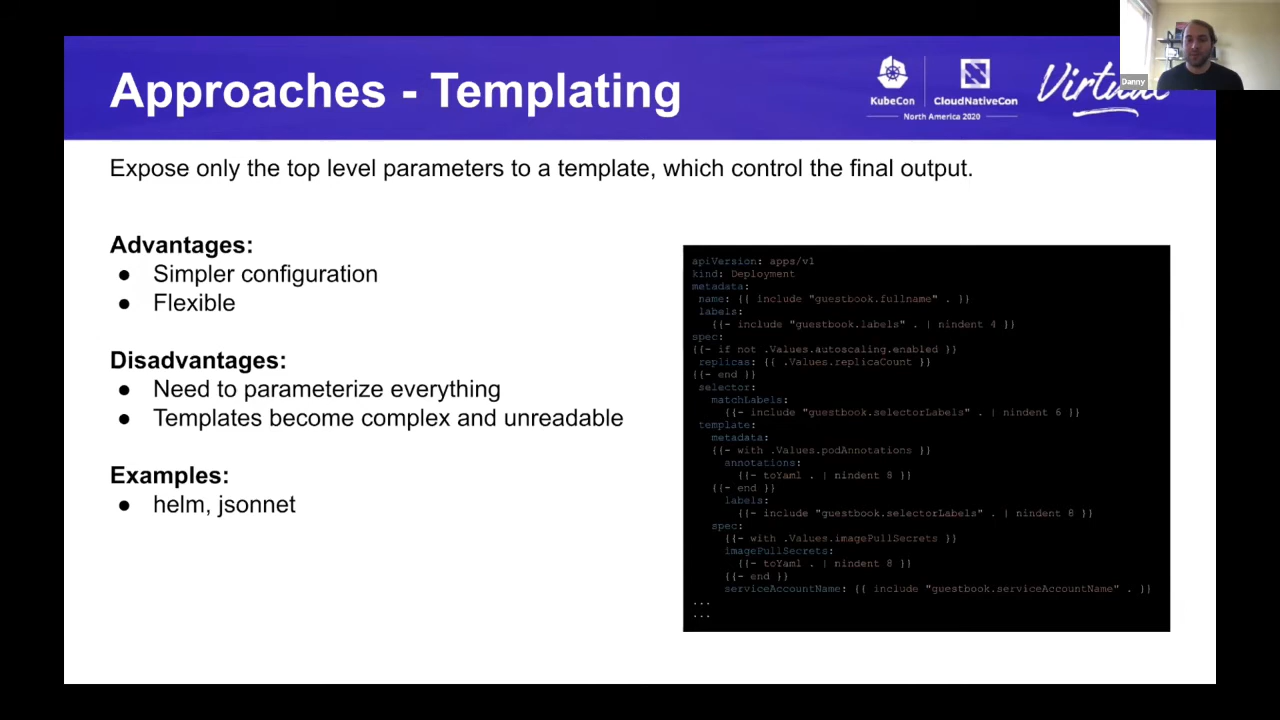 Approaches - Templating
KubeCon
CloudNativeCon
North America 2020
Virtual
Danny
Expose only the top level parameters to a template, which control the final output.
Advantages:
● Simpler configuration
● Flexible
Disadvantages:
● Need to parameterize everything
● Templates become complex and unreadable
Examples:
● helm, jsonnet
apiVersion: apps/v1
kind: Deployment
metadata:
name: {{ include "guestbook.fullname" . }}
labels:
{{- include "guestbook.labels" . | nindent 4 }}
spec:
{{- if not .Values.autoscaling.enabled }}
replicas: {{ .Values.replicaCount }}
{{- end }}
selector:
matchLabels:
{{- include "guestbook.selectorLabels" . | nindent 6 }}
template:
metadata:
{{- with .Values.podAnnotations }}
annotations:
{{- toYaml . | nindent 8 }}
{{- end }}
labels:
{{- include "guestbook.selectorLabels" . | nindent 8 }}
spec:
{{- with .Values.imagePullSecrets }}
imagePullSecrets:
{{- toYaml . | nindent 8 }}
{{- end }}
serviceAccountName: {{ include "guestbook.serviceAccountName" . }}
...
...